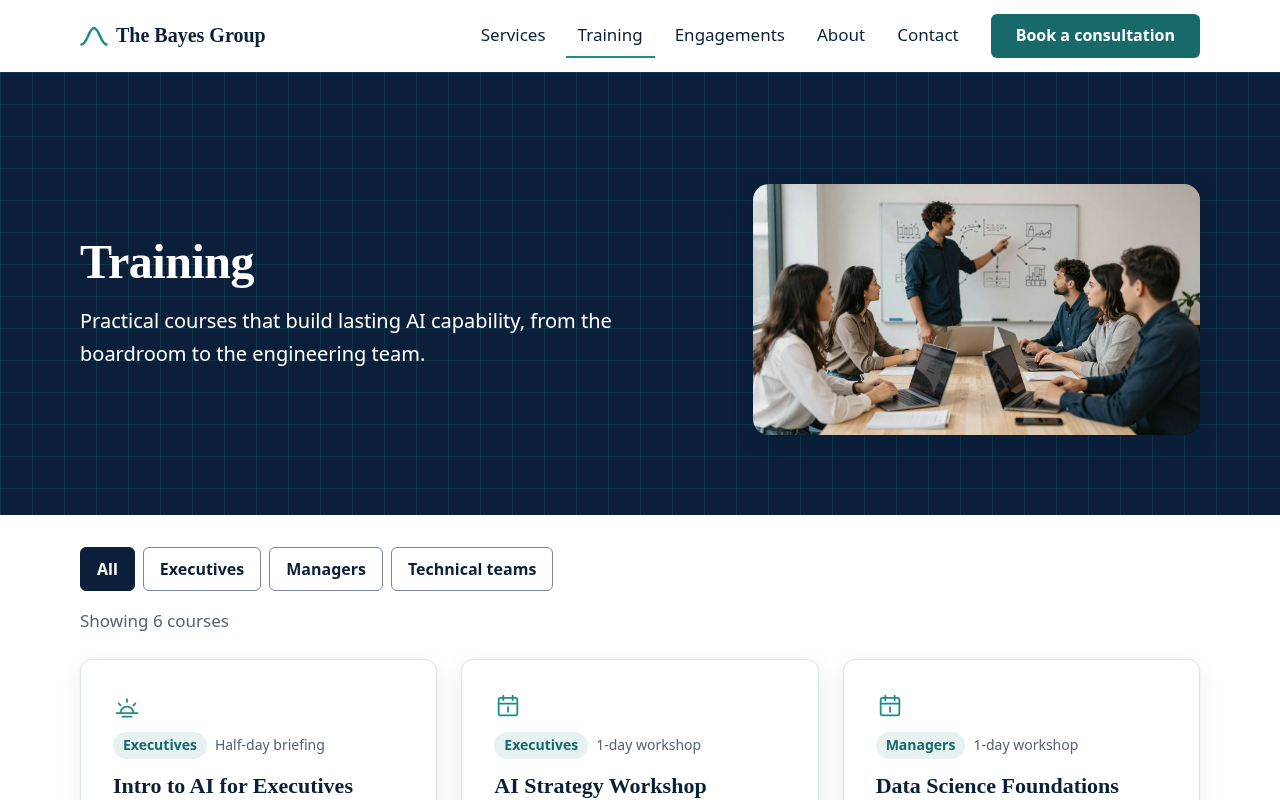 The Bayes Group
Services
Training
Engagements
About
Contact
Book a consultation
Training
Practical courses that build lasting AI capability, from the
boardroom to the engineering team.
All
Executives
Managers
Technical teams
Showing 6 courses
Executives
Half-day briefing
Intro to AI for Executives
Executives
1-day workshop
AI Strategy Workshop
Managers
1-day workshop
Data Science Foundations